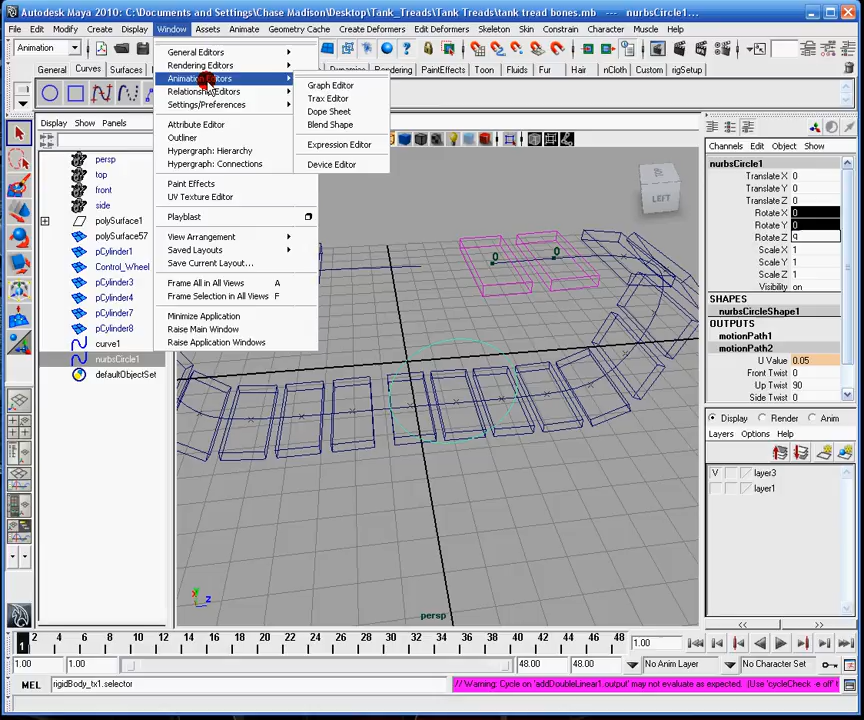 Autodesk Maya 2010: C:\Documents and Settings\Chase Madison\Desktop\Tank_Treads\Tank Treads\tank tread bones.mb --- nurbsCircle1...
File Edit Modify Create Display Window Assets Animate Geometry Cache Create Deformers Edit Deformers Skeleton Skin Constrain Character Help
Animation
General Curves Surfaces Dynamics Rendering PaintEffects Toon Fluids Fur Hair nCloth Custom rigSetup
General Editors
Rendering Editors
Animation Editors
Relationship Editors
Settings/Preferences
Attribute Editor
Outliner
Hypergraph: Hierarchy
Hypergraph: Connections
Paint Effects
UV Texture Editor
Playblast
View Arrangement
Saved Layouts
Save Current Layout...
Frame All in All Views A
Frame Selection in All Views F
Minimize Application
Raise Main Window
Raise Application Windows
Graph Editor
Trax Editor
Dope Sheet
Blend Shape
Expression Editor
Device Editor
Display Show Panels
persp
top
front
side
polySurface1
polySurface57
pCylinder1
Control_Wheel
pCylinder3
pCylinder4
pCylinder7
pCylinder8
curve1
nurbsCircle1
defaultObjectSet
LEFT
0 0
z
persp
Channels Edit Object Show
nurbsCircle1
Translate X 0
Translate Y 0
Translate Z 0
Rotate X 0
Rotate Y 0
Rotate Z 9
Scale X 1
Scale Y 1
Scale Z 1
Visibility on
SHAPES
nurbsCircleShape1
OUTPUTS
motionPath1
motionPath2
U Value 0.05
Front Twist 0
Up Twist 90
Side Twist 0
Display Render Anim
Layers Options Help
V layer3
layer1
<< >>
1 2 4 6 8 10 12 14 16 18 20 22 24 26 28 30 32 34 36 38 40 42 44 46 48 1.00
1.00 1.00 48.00 48.00 No Anim Layer No Character Set
MEL rigidBody_tx1.selector // Warning: Cycle on 'addDoubleLinear1.output' may not evaluate as expected. (Use 'cycleCheck -e off' t